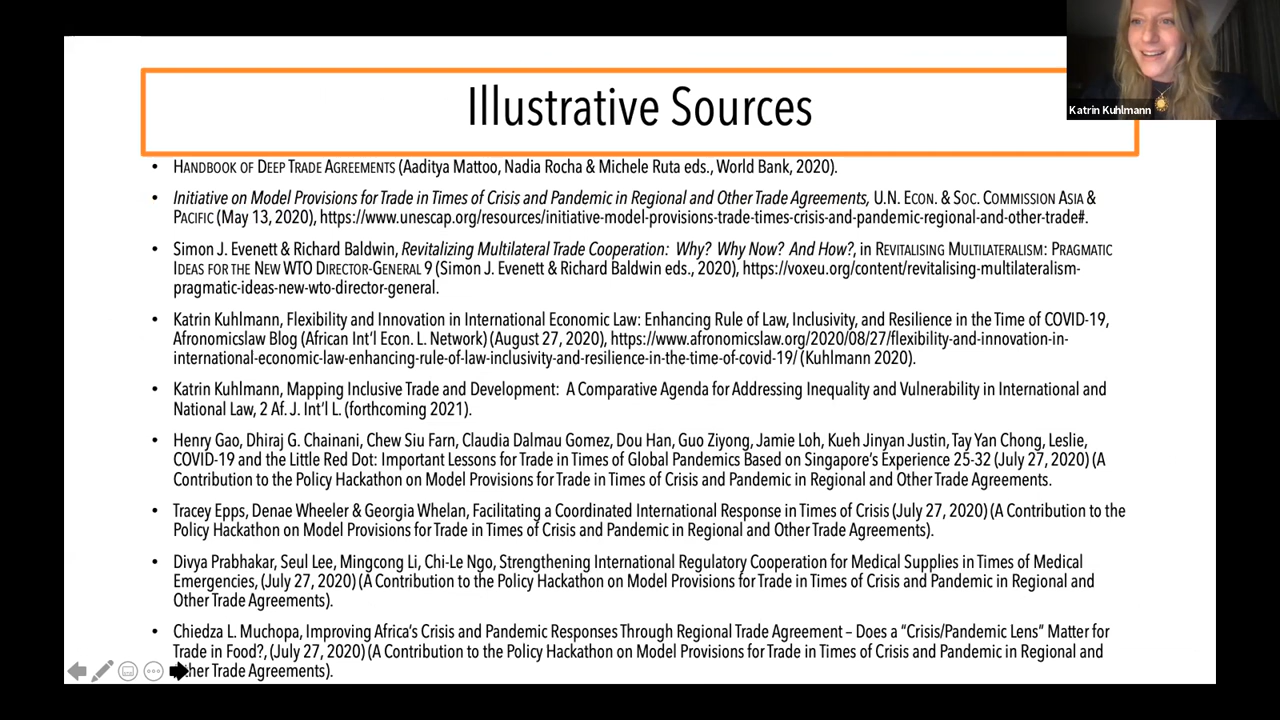 Illustrative Sources
Katrin Kuhlmann
• HANDBOOK OF DEEP TRADE AGREEMENTS (Aaditya Mattoo, Nadia Rocha & Michele Ruta eds., World Bank, 2020).
• Initiative on Model Provisions for Trade in Times of Crisis and Pandemic in Regional and Other Trade Agreements, U.N. ECON. & SOC. COMMISSION ASIA &
PACIFIC (May 13, 2020), https://www.unescap.org/resources/initiative-model-provisions-trade-times-crisis-and-pandemic-regional-and-other-trade#.
• Simon J. Evenett & Richard Baldwin, Revitalizing Multilateral Trade Cooperation: Why? Why Now? And How?, in REVITALISING MULTILATERALISM: PRAGMATIC
IDEAS FOR THE NEW WTO DIRECTOR-GENERAL 9 (Simon J. Evenett & Richard Baldwin eds., 2020), https://voxeu.org/content/revitalising-multilateralism-
pragmatic-ideas-new-wto-director-general.
• Katrin Kuhlmann, Flexibility and Innovation in International Economic Law: Enhancing Rule of Law, Inclusivity, and Resilience in the Time of COVID-19,
Afronomicslaw Blog (African Int'l Econ. L. Network) (August 27, 2020), https://www.afronomicslaw.org/2020/08/27/flexibility-and-innovation-in-
international-economic-law-enhancing-rule-of-law-inclusivity-and-resilience-in-the-time-of-covid-19/ (Kuhlmann 2020).
• Katrin Kuhlmann, Mapping Inclusive Trade and Development: A Comparative Agenda for Addressing Inequality and Vulnerability in International and
National Law, 2 Af. J. Int'l L. (forthcoming 2021).
• Henry Gao, Dhiraj G. Chainani, Chew Siu Farn, Claudia Dalmau Gomez, Dou Han, Guo Ziyong, Jamie Loh, Kueh Jinyan Justin, Tay Yan Chong, Leslie,
COVID-19 and the Little Red Dot: Important Lessons for Trade in Times of Global Pandemics Based on Singapore's Experience 25-32 (July 27, 2020) (A
Contribution to the Policy Hackathon on Model Provisions for Trade in Times of Crisis and Pandemic in Regional and Other Trade Agreements.
• Tracey Epps, Denae Wheeler & Georgia Whelan, Facilitating a Coordinated International Response in Times of Crisis (July 27, 2020) (A Contribution to the
Policy Hackathon on Model Provisions for Trade in Times of Crisis and Pandemic in Regional and Other Trade Agreements).
• Divya Prabhakar, Seul Lee, Mingcong Li, Chi-Le Ngo, Strengthening International Regulatory Cooperation for Medical Supplies in Times of Medical
Emergencies, (July 27, 2020) (A Contribution to the Policy Hackathon on Model Provisions for Trade in Times of Crisis and Pandemic in Regional and
Other Trade Agreements).
• Chiedza L. Muchopa, Improving Africa's Crisis and Pandemic Responses Through Regional Trade Agreement – Does a "Crisis/Pandemic Lens" Matter for
Trade in Food?, (July 27, 2020) (A Contribution to the Policy Hackathon on Model Provisions for Trade in Times of Crisis and Pandemic in Regional and
Other Trade Agreements).